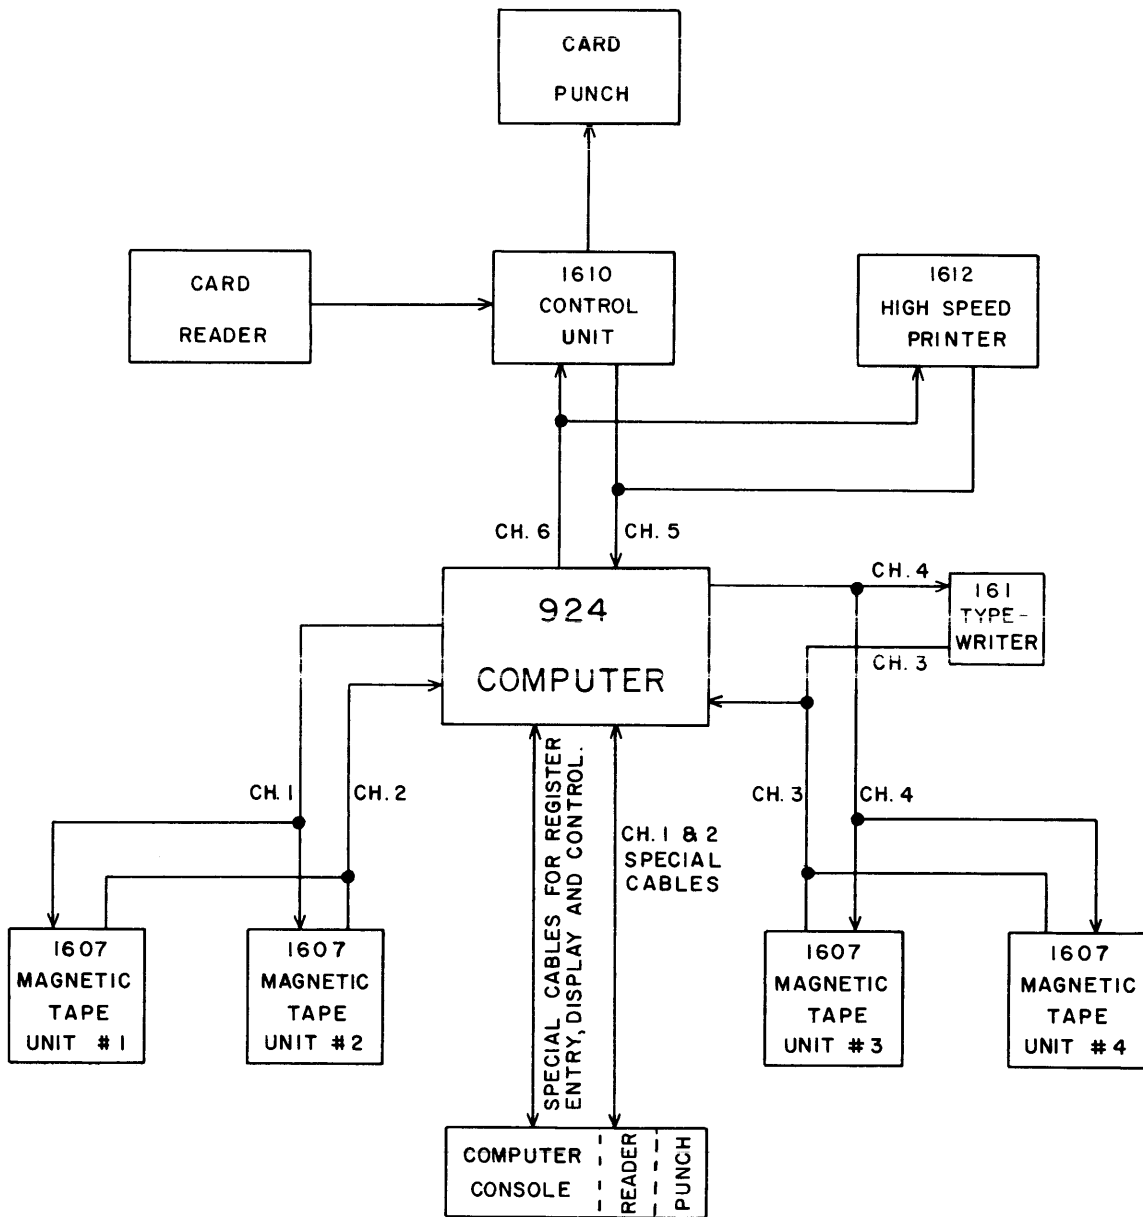 CARD
PUNCH
CARD
READER
1610
CONTROL
UNIT
1612
HIGH SPEED
PRINTER
CH. 6
CH. 5
924
COMPUTER
CH. 4
161
TYPE-
WRITER
CH. 3
CH. 1
CH. 2
SPECIAL CABLES FOR REGISTER
ENTRY, DISPLAY AND CONTROL.
CH. 1 & 2
SPECIAL
CABLES
CH. 3
CH. 4
1607
MAGNETIC
TAPE
UNIT #1
1607
MAGNETIC
TAPE
UNIT #2
1607
MAGNETIC
TAPE
UNIT #3
1607
MAGNETIC
TAPE
UNIT #4
COMPUTER
CONSOLE
READER
PUNCH